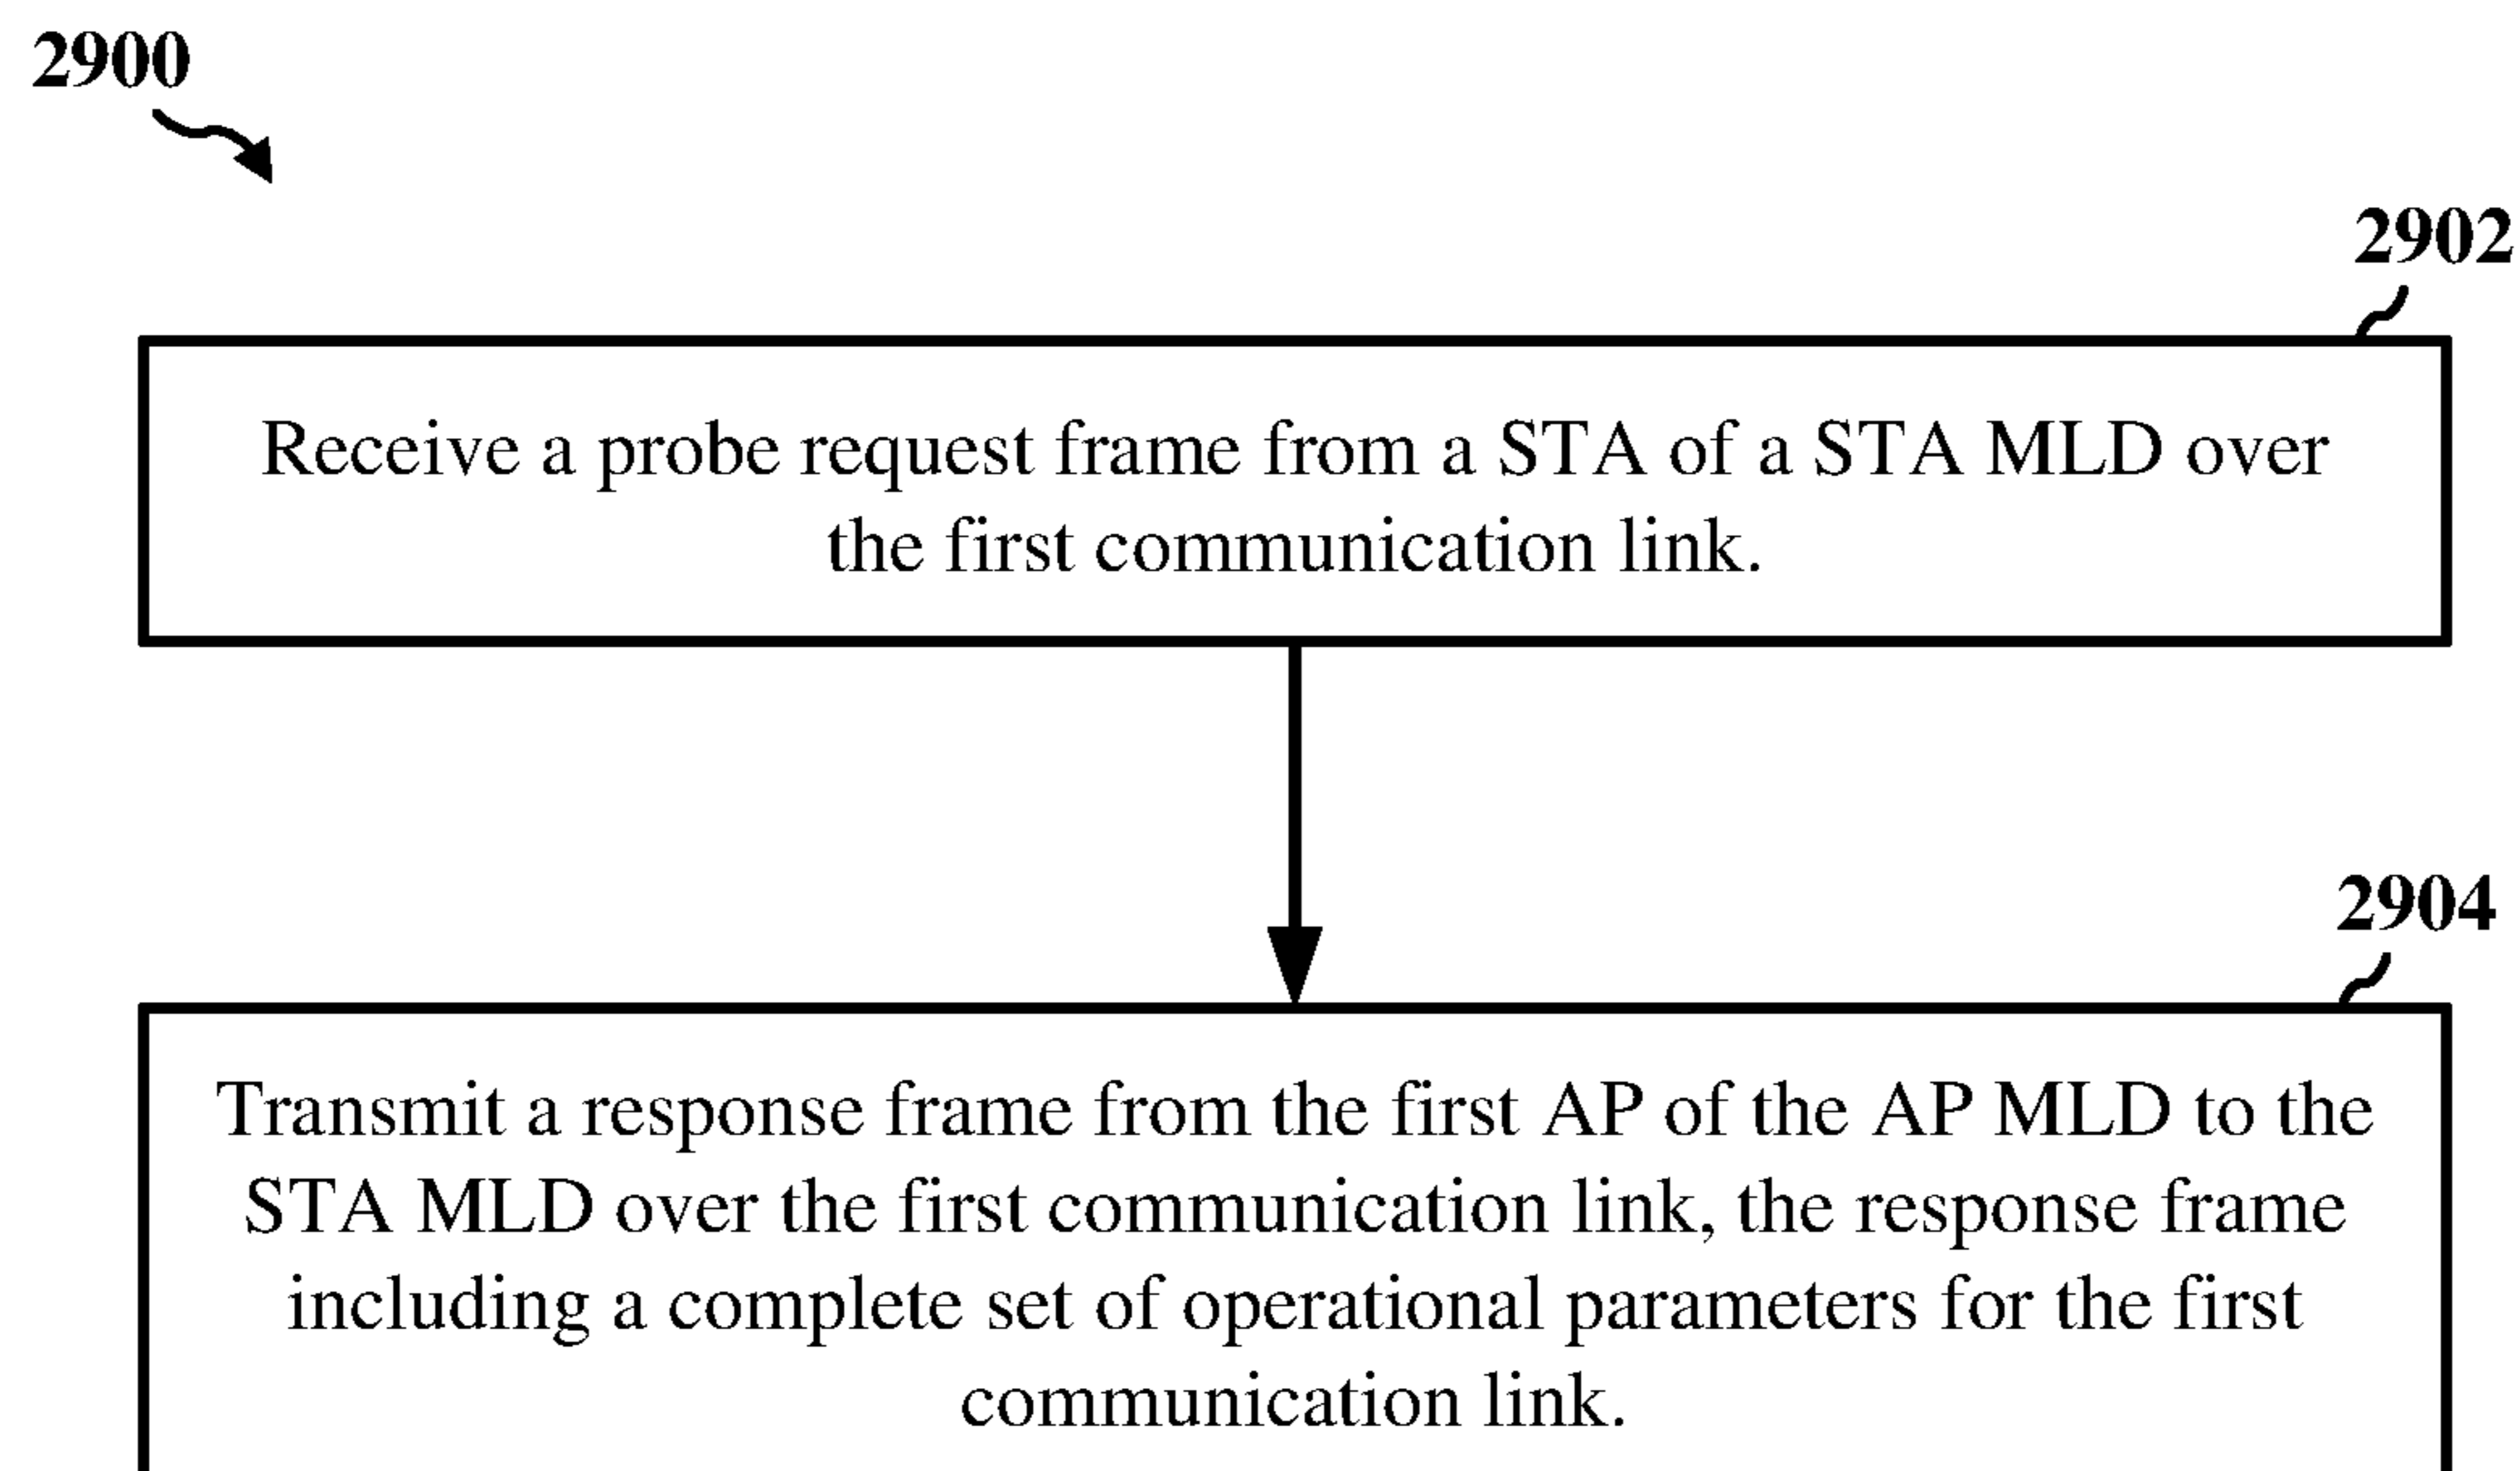 2900
2902
Receive a probe request frame from a STA of a STA MLD over
the first communication link.
2904
Transmit a response frame from the first AP of the AP MLD to the
STA MLD over the first communication link, the response frame
including a complete set of operational parameters for the first
communication link.